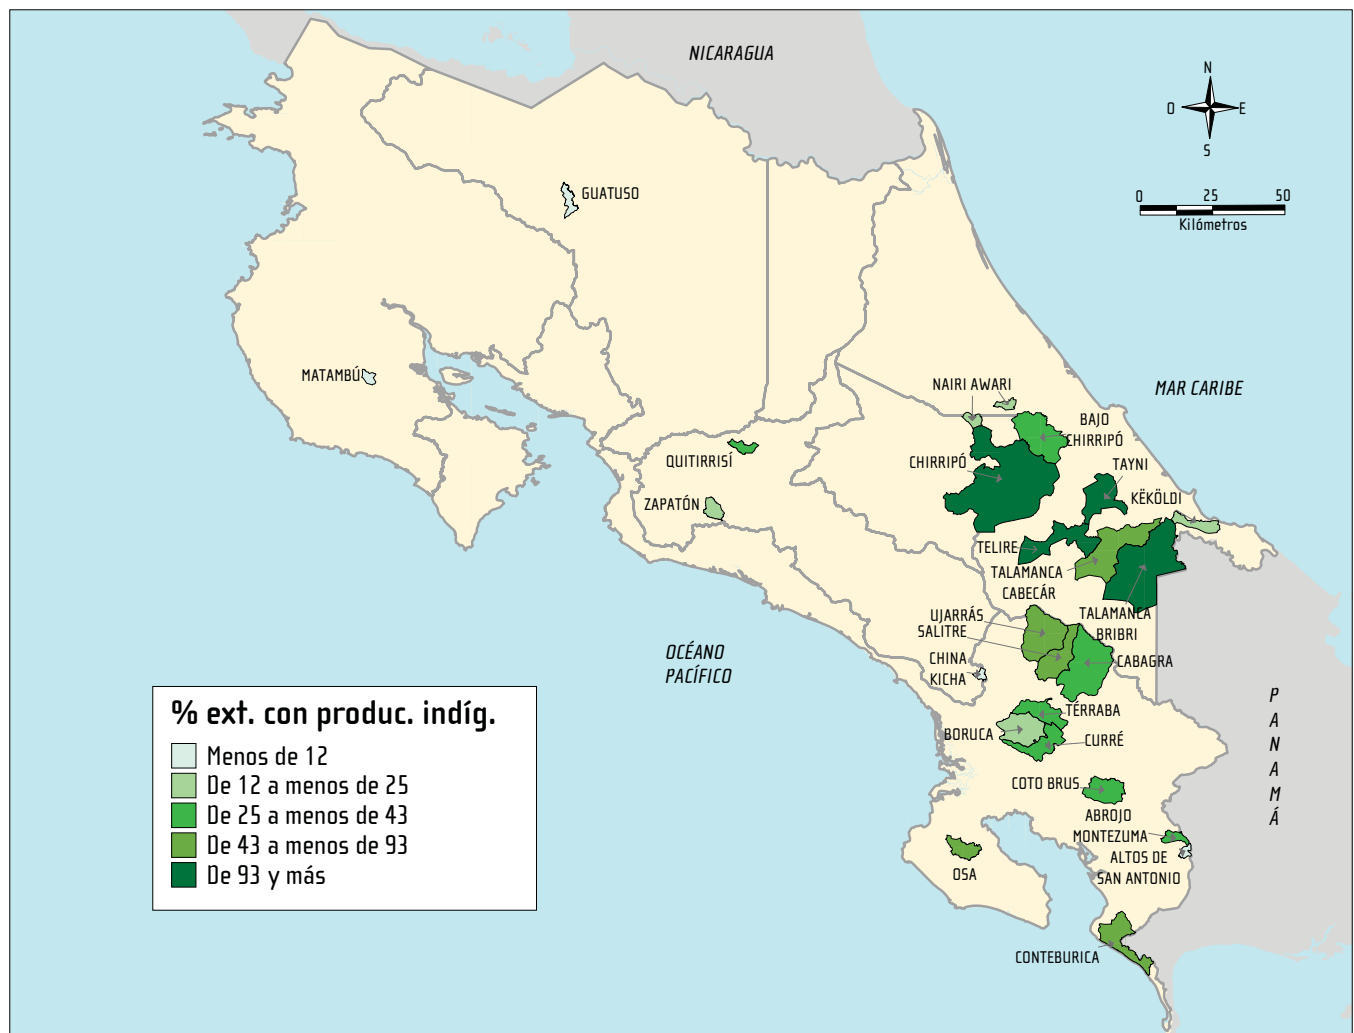 NICARAGUA
N
O
E
S
0
25
50
Kilómetros
GUATUSO
MATAMBÚ
NAIRI AWARI
MAR CARIBE
BAJO
CHIRRIPÓ
QUITIRRISÍ
CHIRRIPÓ
TAYNI
ZAPATÓN
KËKÖLDI
TELIRE
TALAMANCA
CABECÁR
UJARRÁS
SALITRE
TALAMANCA
BRIBRI
OCÉANO
PACÍFICO
CHINA
KICHA
CABAGRA
TÉRRABA
BORUCA
CURRÉ
COTO BRUS
ABROJO
MONTEZUMA
ALTOS DE
SAN ANTONIO
OSA
CONTEBURICA
P
A
N
A
M
Á
% ext. con produc. indíg.
Menos de 12
De 12 a menos de 25
De 25 a menos de 43
De 43 a menos de 93
De 93 y más